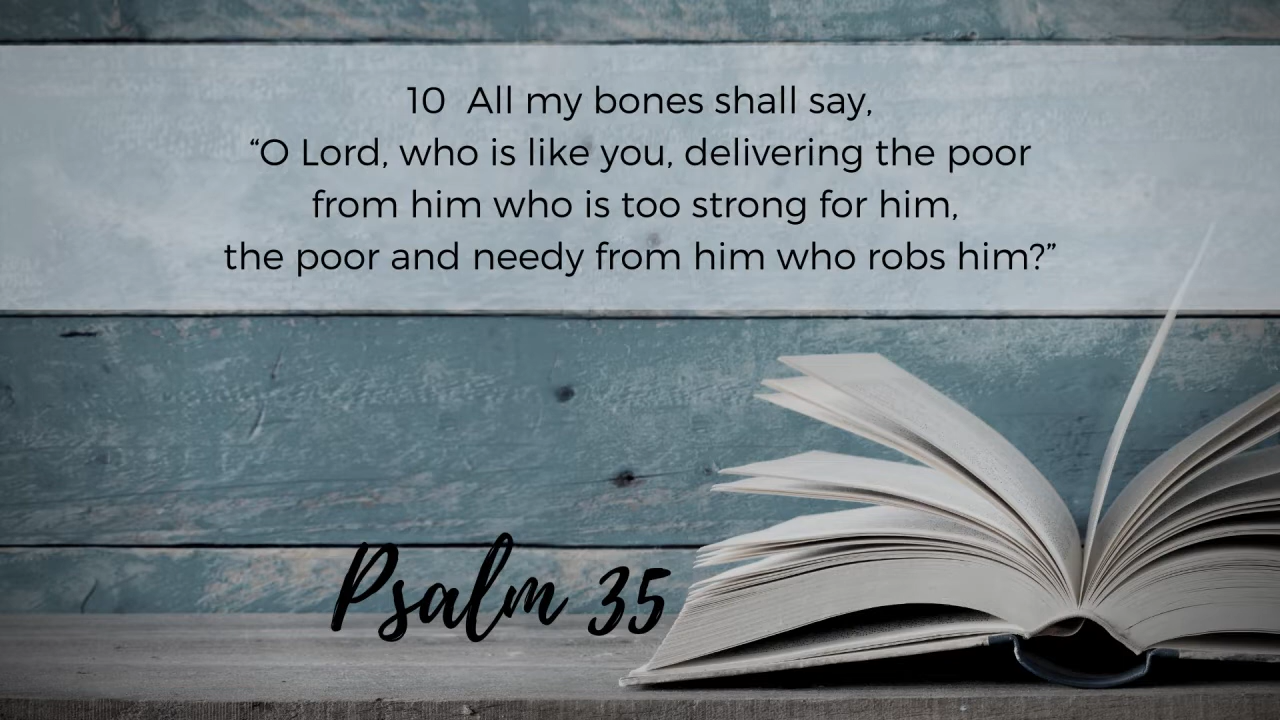 10  All my bones shall say,
“O Lord, who is like you, delivering the poor
from him who is too strong for him,
the poor and needy from him who robs him?”
Psalm 35